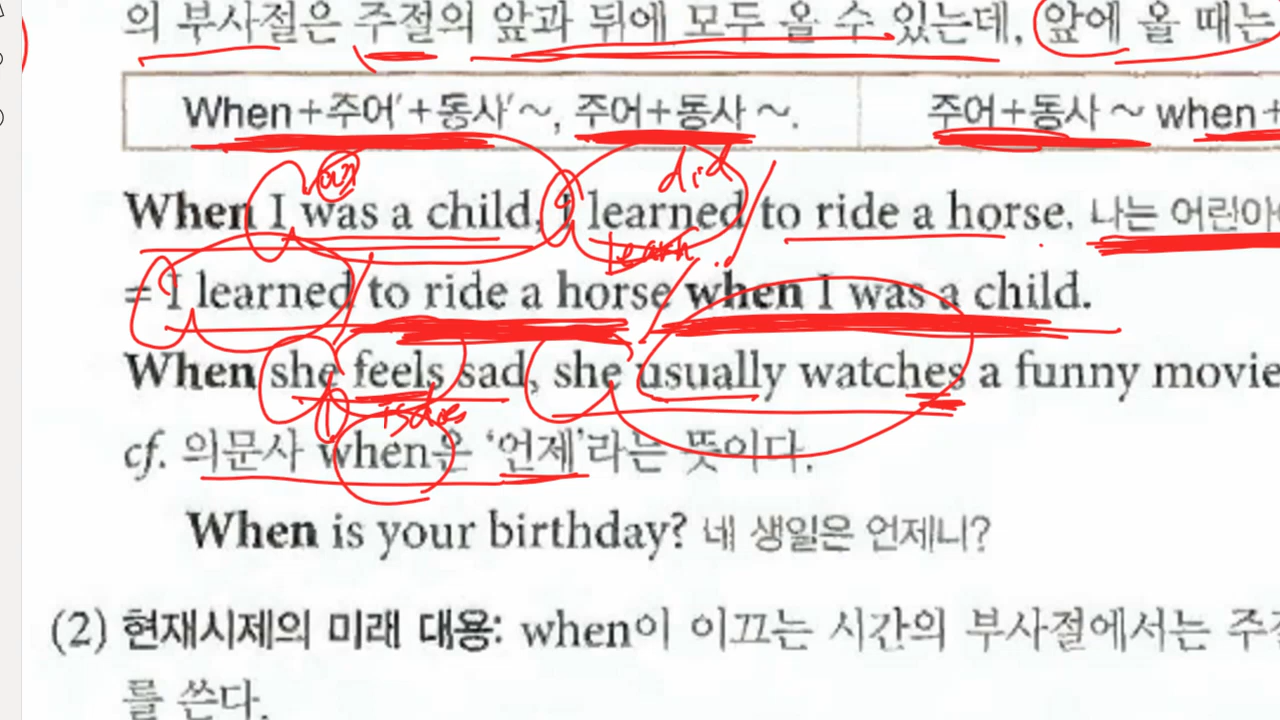 의 부사절은 주절의 앞과 뒤에 모두 올 수 있는데, 앞에 올 때는
When+주어′+동사′~, 주어+동사 ~. 주어+동사 ~ when+
did
When I was a child, I learned to ride a horse. 나는 어린아
learn
= I learned to ride a horse when I was a child.
When she feels sad, she usually watches a funny movie
cf. 의문사 when은 ‘언제’라는 뜻이다.
When is your birthday? 네 생일은 언제니?
(2) 현재시제의 미래 대용: when이 이끄는 시간의 부사절에서는 주
를 쓴다.